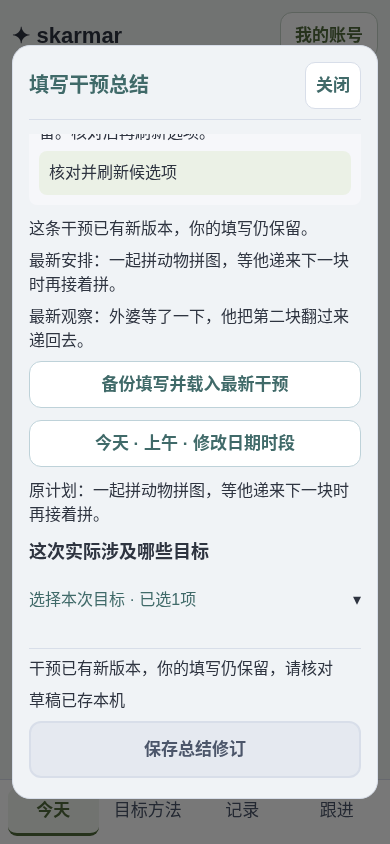 ✦ skarmar
我的账号
填写干预总结
关闭
留。核对后再刷新选项。
核对并刷新候选项
这条干预已有新版本，你的填写仍保留。
最新安排：一起拼动物拼图，等他递来下一块
时再接着拼。
最新观察：外婆等了一下，他把第二块翻过来
递回去。
备份填写并载入最新干预
今天 · 上午 · 修改日期时段
原计划：一起拼动物拼图，等他递来下一块时
再接着拼。
这次实际涉及哪些目标
选择本次目标 · 已选1项
▼
干预已有新版本，你的填写仍保留，请核对
草稿已存本机
保存总结修订
今天
目标方法
记录
跟进